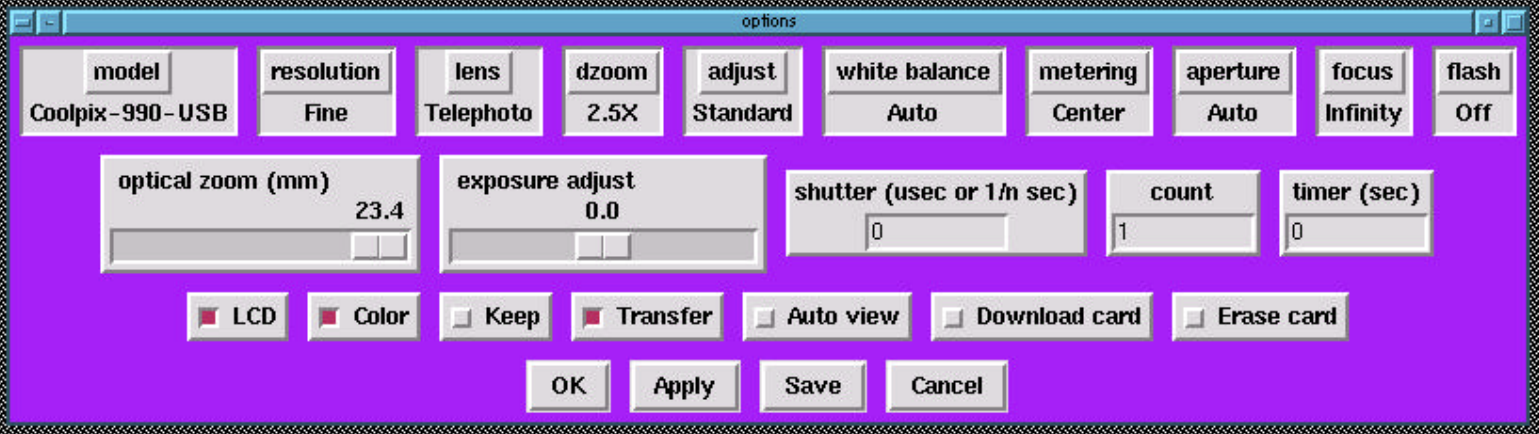 options
model resolution lens dzoom adjust white balance metering aperture focus flash
Coolpix-990-USB Fine Telephoto 2.5X Standard Auto Center Auto Infinity Off
optical zoom (mm) exposure adjust shutter (usec or 1/n sec) count timer (sec)
23.4 0.0 0 1 0
LCD Color Keep Transfer Auto view Download card Erase card
OK Apply Save Cancel